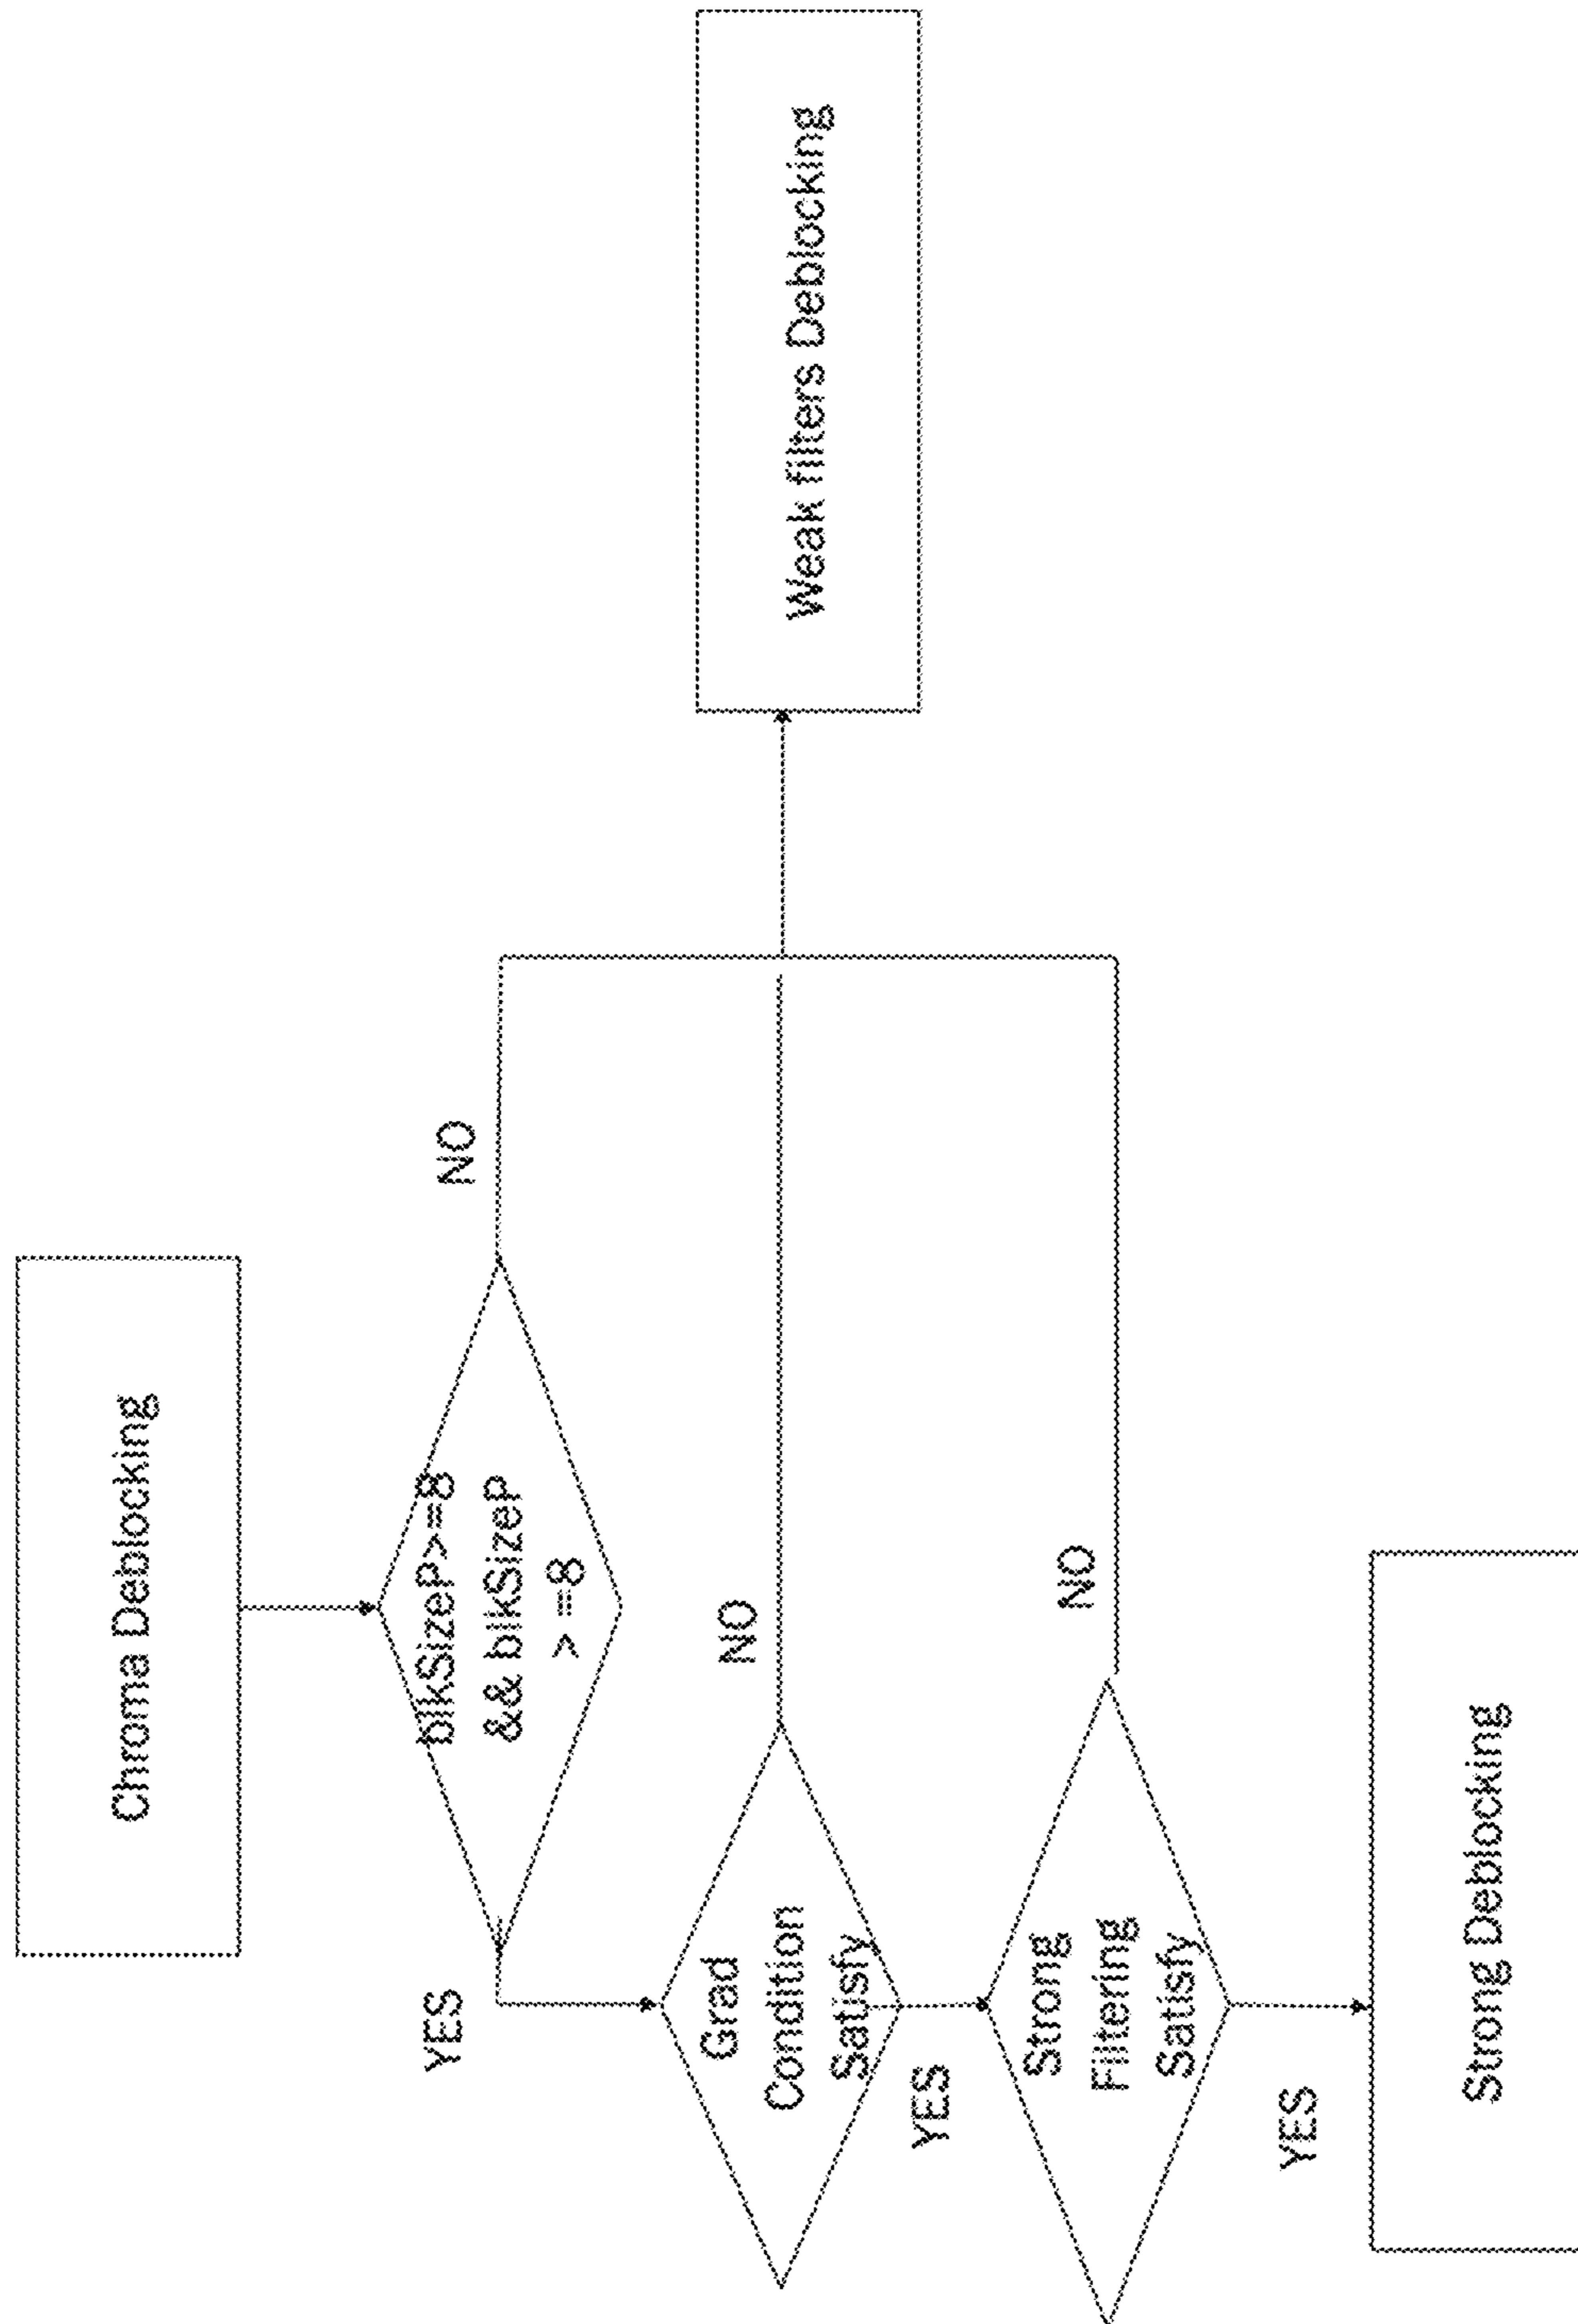 Chroma Deblocking
blkSizeP>=8
&& blkSizeP
> =8
NO
YES
Grad
Condition
Satisfy
NO
YES
Strong
Filtering
Satisfy
NO
YES
Strong Deblocking
Weak filters Deblocking